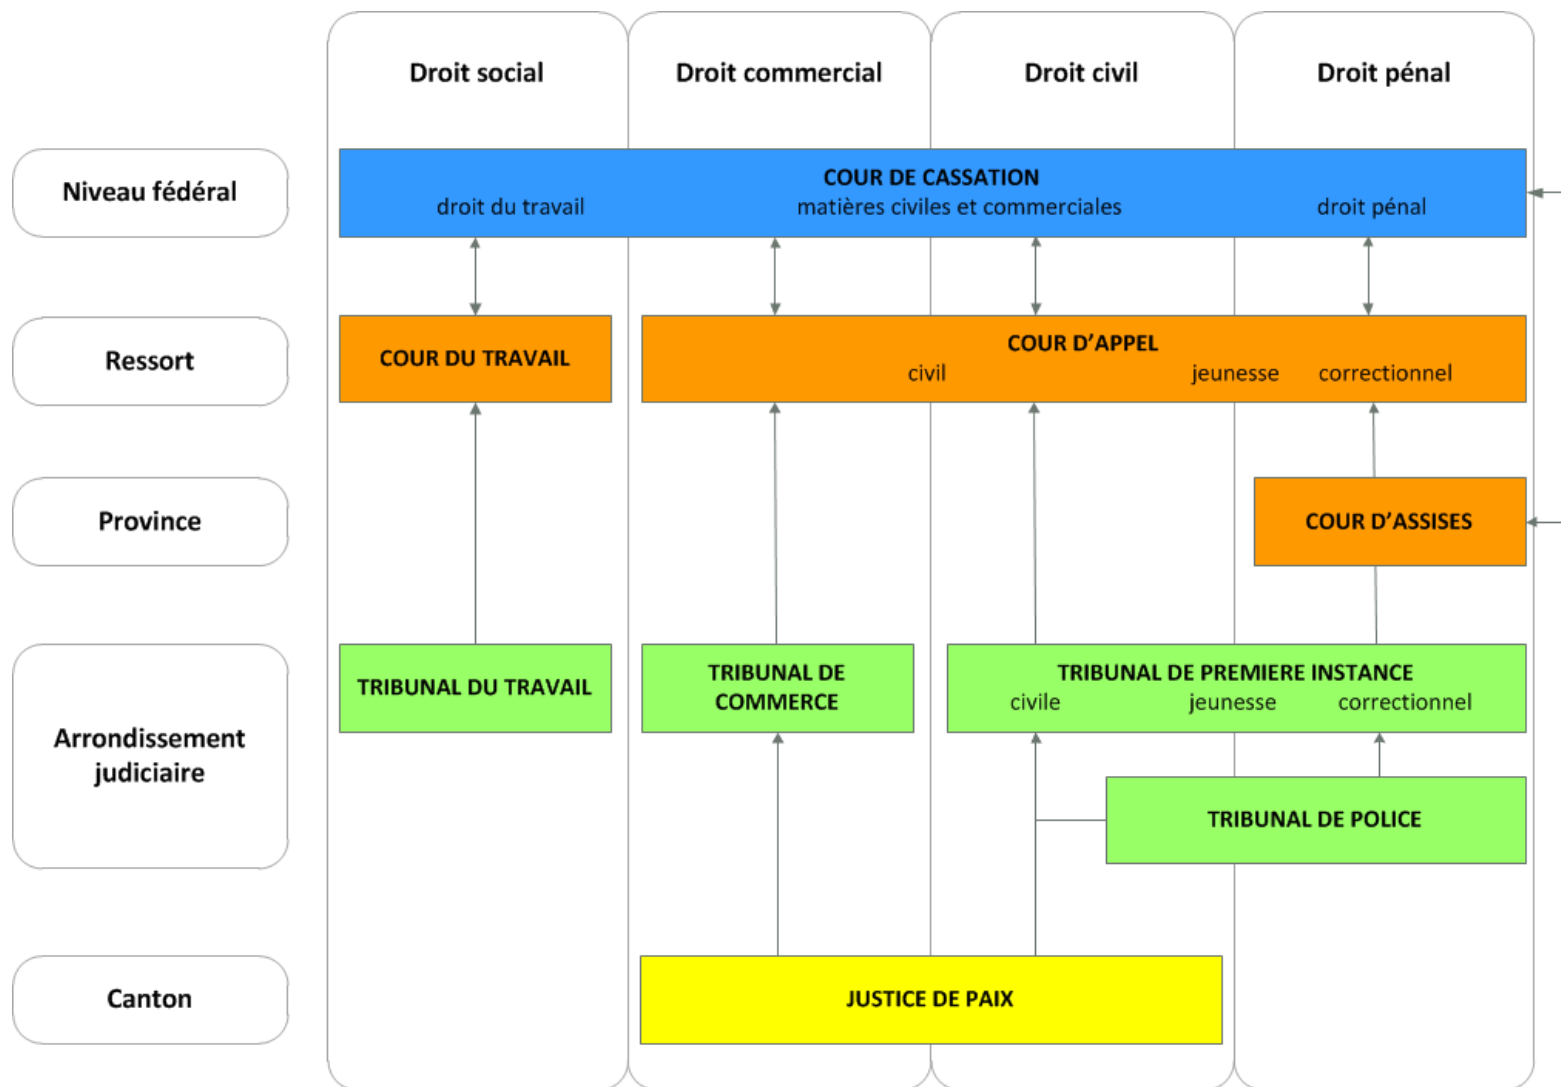 Droit social
Droit commercial
Droit civil
Droit pénal
Niveau fédéral
COUR DE CASSATION
droit du travail
matières civiles et commerciales
droit pénal
Ressort
COUR DU TRAVAIL
COUR D’APPEL
civil
jeunesse
correctionnel
Province
COUR D’ASSISES
Arrondissement
judiciaire
TRIBUNAL DU TRAVAIL
TRIBUNAL DE
COMMERCE
TRIBUNAL DE PREMIERE INSTANCE
civile
jeunesse
correctionnel
TRIBUNAL DE POLICE
Canton
JUSTICE DE PAIX